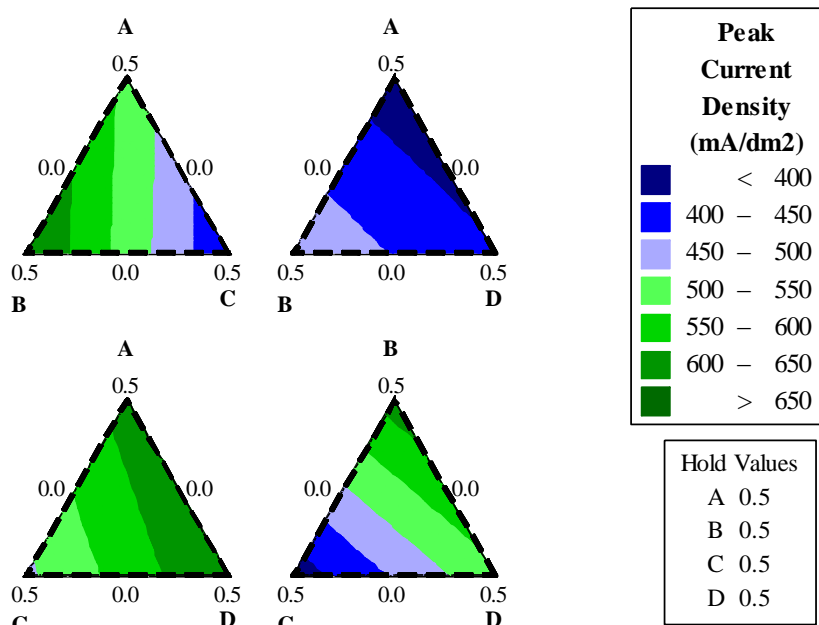 A
0.5
0.0 0.0
0.5 0.0 0.5
B C
A
0.5
0.0 0.0
0.5 0.0 0.5
B D
A
0.5
0.0 0.0
0.5 0.0 0.5
C D
B
0.5
0.0 0.0
0.5 0.0 0.5
C D
Peak
Current
Density
(mA/dm2)
< 400
400 – 450
450 – 500
500 – 550
550 – 600
600 – 650
> 650
Hold Values
A 0.5
B 0.5
C 0.5
D 0.5